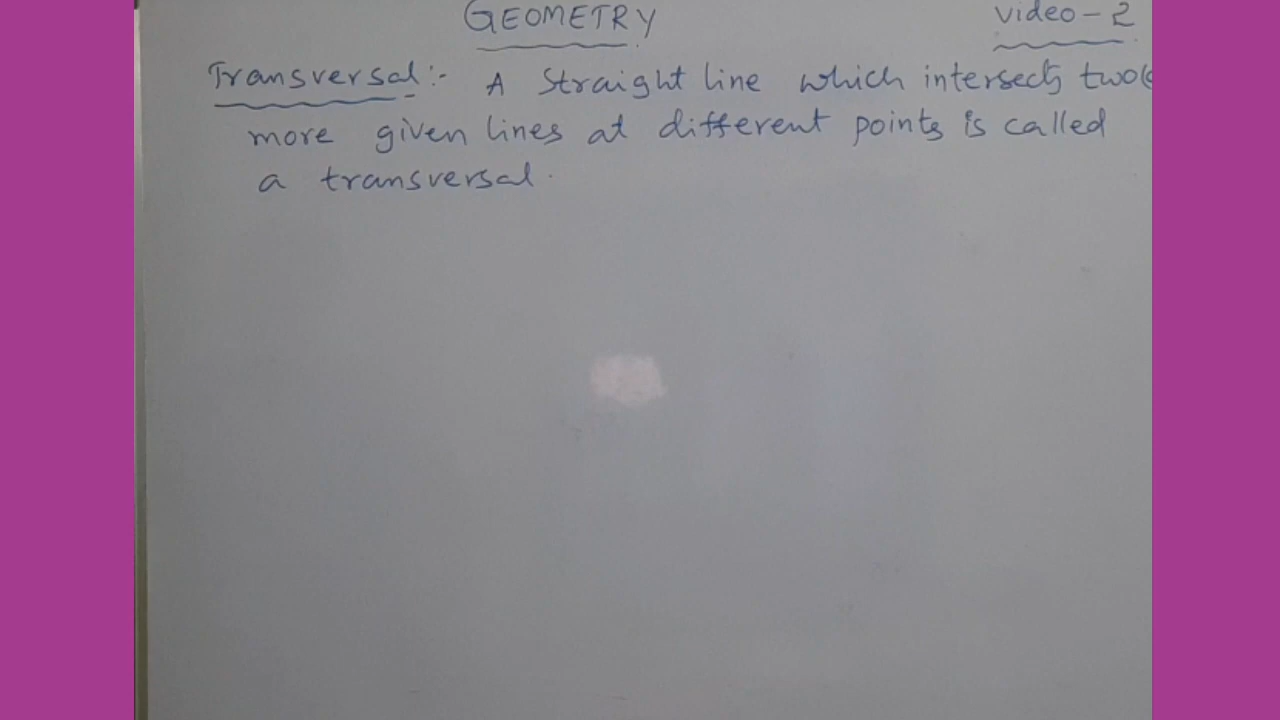 GEOMETRY
Video - 2
Transversal :- A straight line which intersects two
more given lines at different points is called
a transversal.